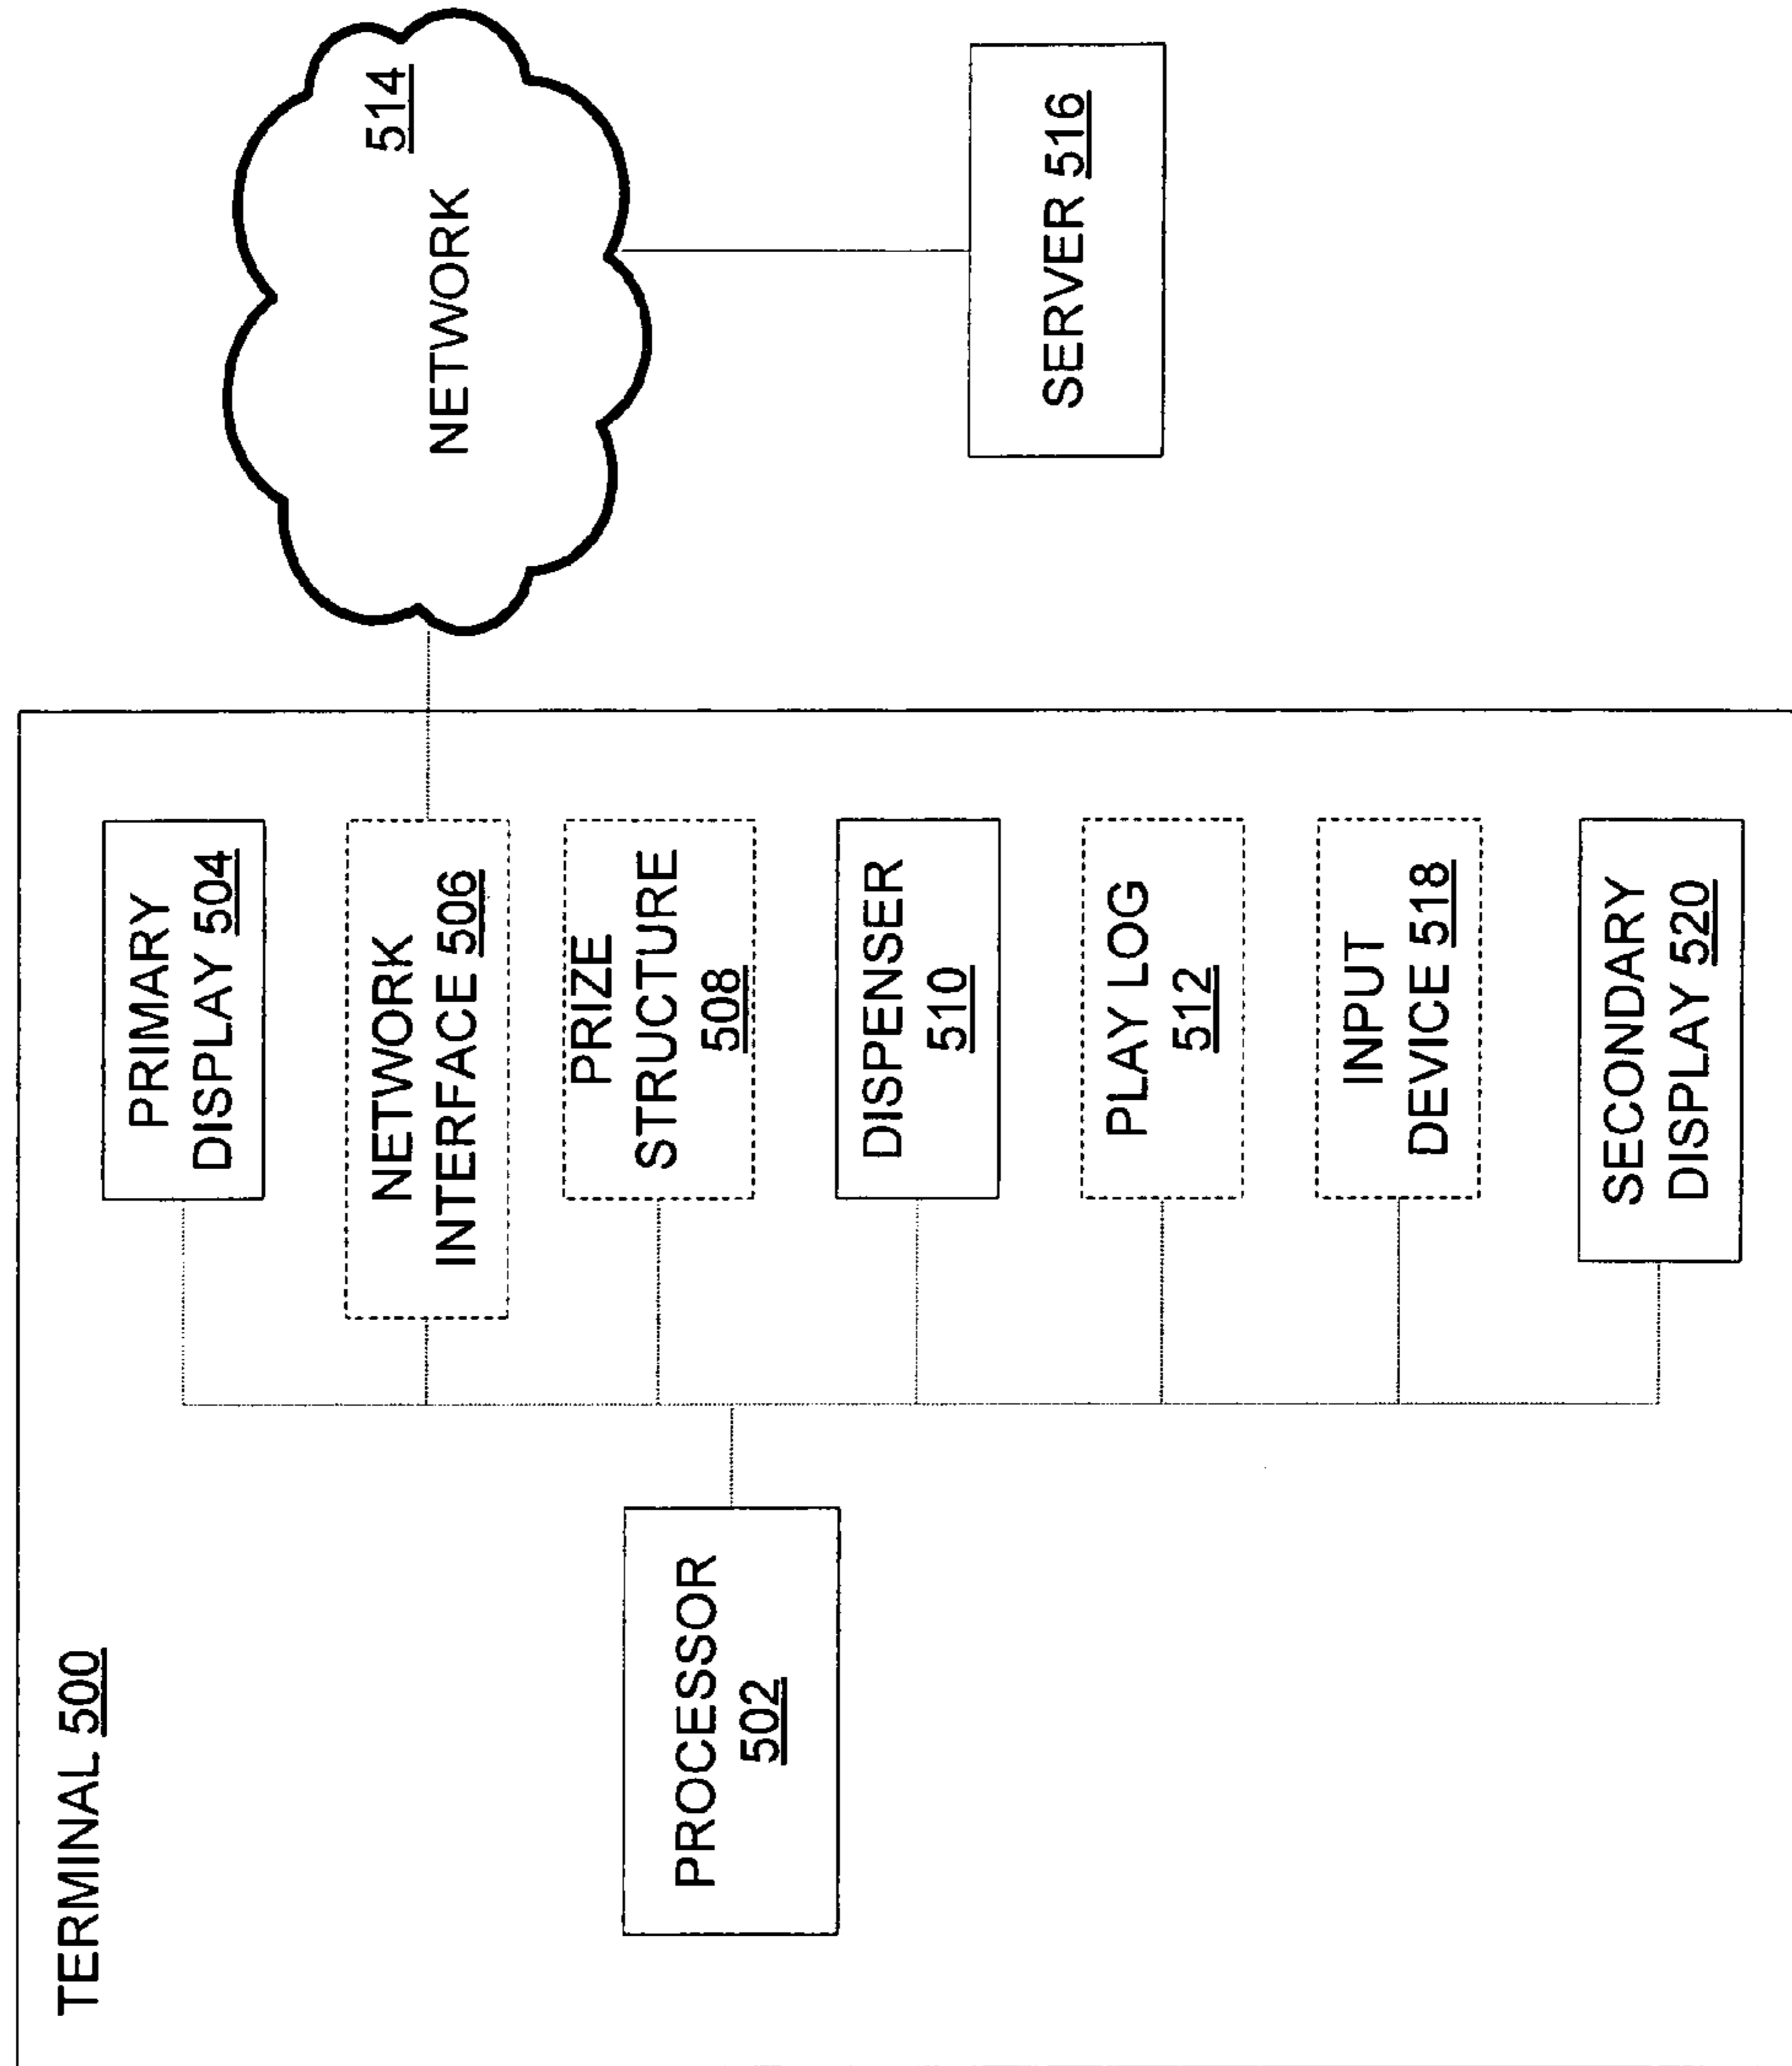 TERMINAL 500
PROCESSOR
502
PRIMARY
DISPLAY 504
NETWORK
INTERFACE 506
PRIZE
STRUCTURE
508
DISPENSER
510
PLAY LOG
512
INPUT
DEVICE 518
SECONDARY
DISPLAY 520
514
NETWORK
SERVER 516